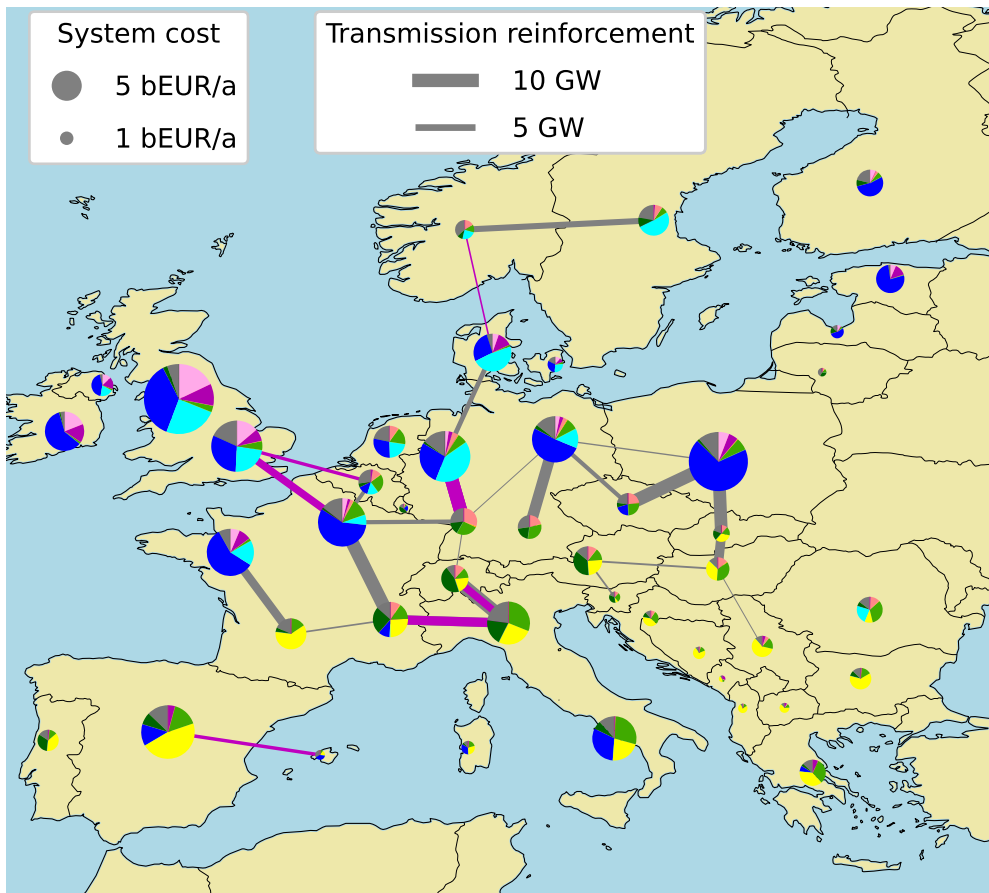 System cost
5 bEUR/a
1 bEUR/a
Transmission reinforcement
10 GW
5 GW